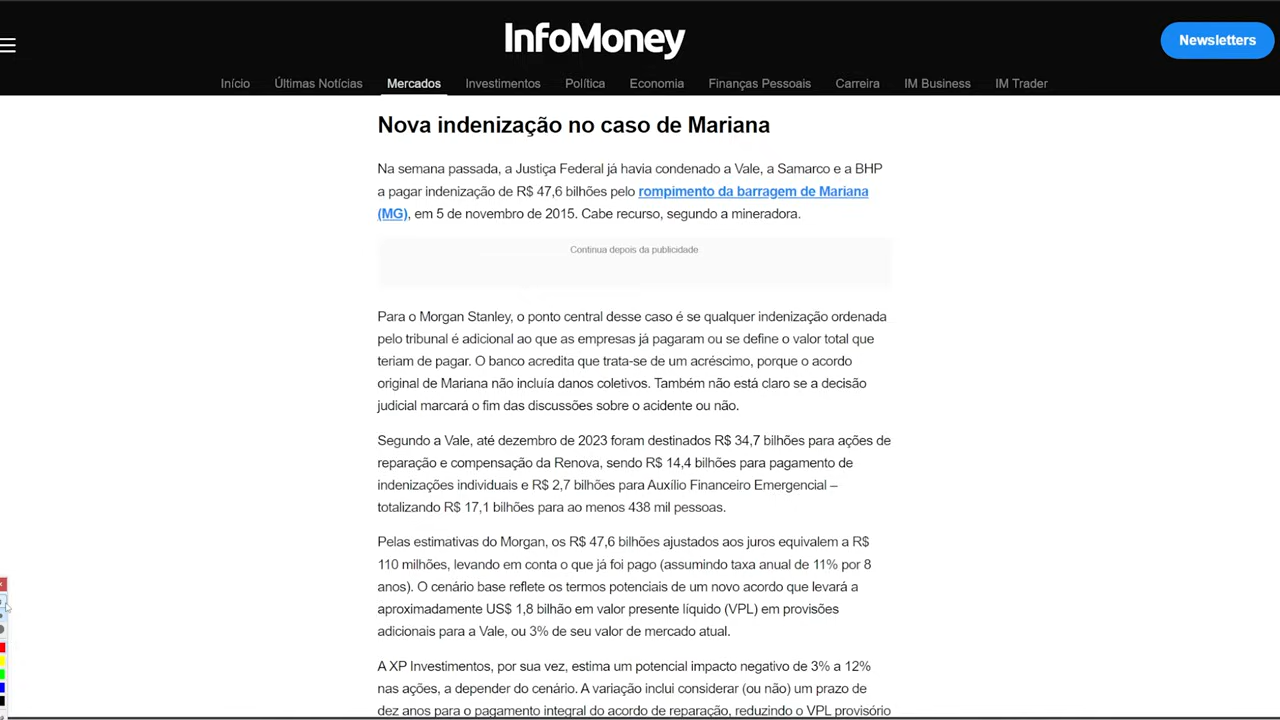 InfoMoney
Newsletters
Início Últimas Notícias Mercados Investimentos Política Economia Finanças Pessoais Carreira IM Business IM Trader
Nova indenização no caso de Mariana
Na semana passada, a Justiça Federal já havia condenado a Vale, a Samarco e a BHP
a pagar indenização de R$ 47,6 bilhões pelo rompimento da barragem de Mariana
(MG), em 5 de novembro de 2015. Cabe recurso, segundo a mineradora.
Continua depois da publicidade
Para o Morgan Stanley, o ponto central desse caso é se qualquer indenização ordenada
pelo tribunal é adicional ao que as empresas já pagaram ou se define o valor total que
teriam de pagar. O banco acredita que trata-se de um acréscimo, porque o acordo
original de Mariana não incluía danos coletivos. Também não está claro se a decisão
judicial marcará o fim das discussões sobre o acidente ou não.
Segundo a Vale, até dezembro de 2023 foram destinados R$ 34,7 bilhões para ações de
reparação e compensação da Renova, sendo R$ 14,4 bilhões para pagamento de
indenizações individuais e R$ 2,7 bilhões para Auxílio Financeiro Emergencial –
totalizando R$ 17,1 bilhões para ao menos 438 mil pessoas.
Pelas estimativas do Morgan, os R$ 47,6 bilhões ajustados aos juros equivalem a R$
110 milhões, levando em conta o que já foi pago (assumindo taxa anual de 11% por 8
anos). O cenário base reflete os termos potenciais de um novo acordo que levará a
aproximadamente US$ 1,8 bilhão em valor presente líquido (VPL) em provisões
adicionais para a Vale, ou 3% de seu valor de mercado atual.
A XP Investimentos, por sua vez, estima um potencial impacto negativo de 3% a 12%
nas ações, a depender do cenário. A variação inclui considerar (ou não) um prazo de
dez anos para o pagamento integral do acordo de reparação, reduzindo o VPL provisório